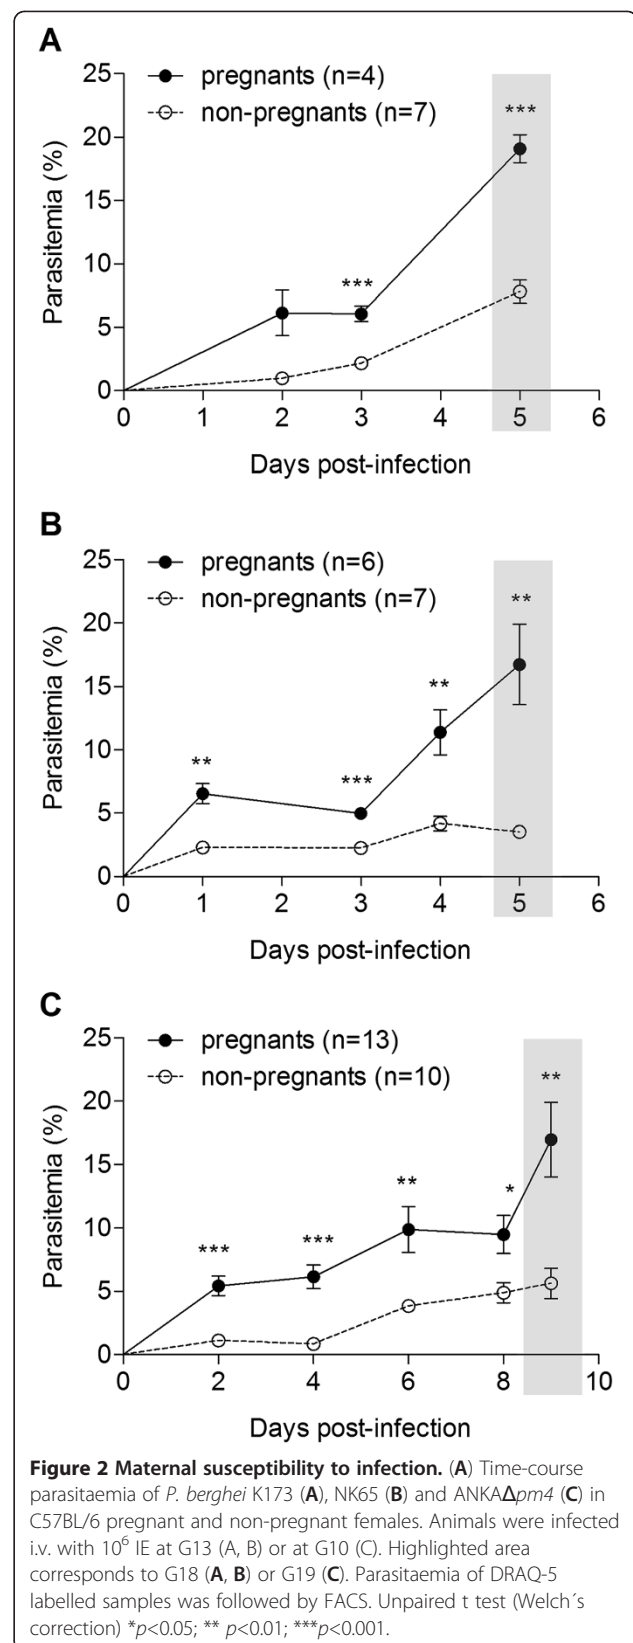 A
25
20
15
10
5
0
Parasitemia (%)
pregnants (n=4)
non-pregnants (n=7)
***
***
0 1 2 3 4 5 6
Days post-infection
B
25
20
15
10
5
0
Parasitemia (%)
pregnants (n=6)
non-pregnants (n=7)
**
***
**
**
0 1 2 3 4 5 6
Days post-infection
C
25
20
15
10
5
0
Parasitemia (%)
pregnants (n=13)
non-pregnants (n=10)
***
***
**
*
**
0 2 4 6 8 10
Days post-infection
Figure 2 Maternal susceptibility to infection. (A) Time-course
parasitaemia of P. berghei K173 (A), NK65 (B) and ANKAΔpm4 (C) in
C57BL/6 pregnant and non-pregnant females. Animals were infected
i.v. with 10⁶ IE at G13 (A, B) or at G10 (C). Highlighted area
corresponds to G18 (A, B) or G19 (C). Parasitaemia of DRAQ-5
labelled samples was followed by FACS. Unpaired t test (Welch´s
correction) *p<0.05; ** p<0.01; ***p<0.001.